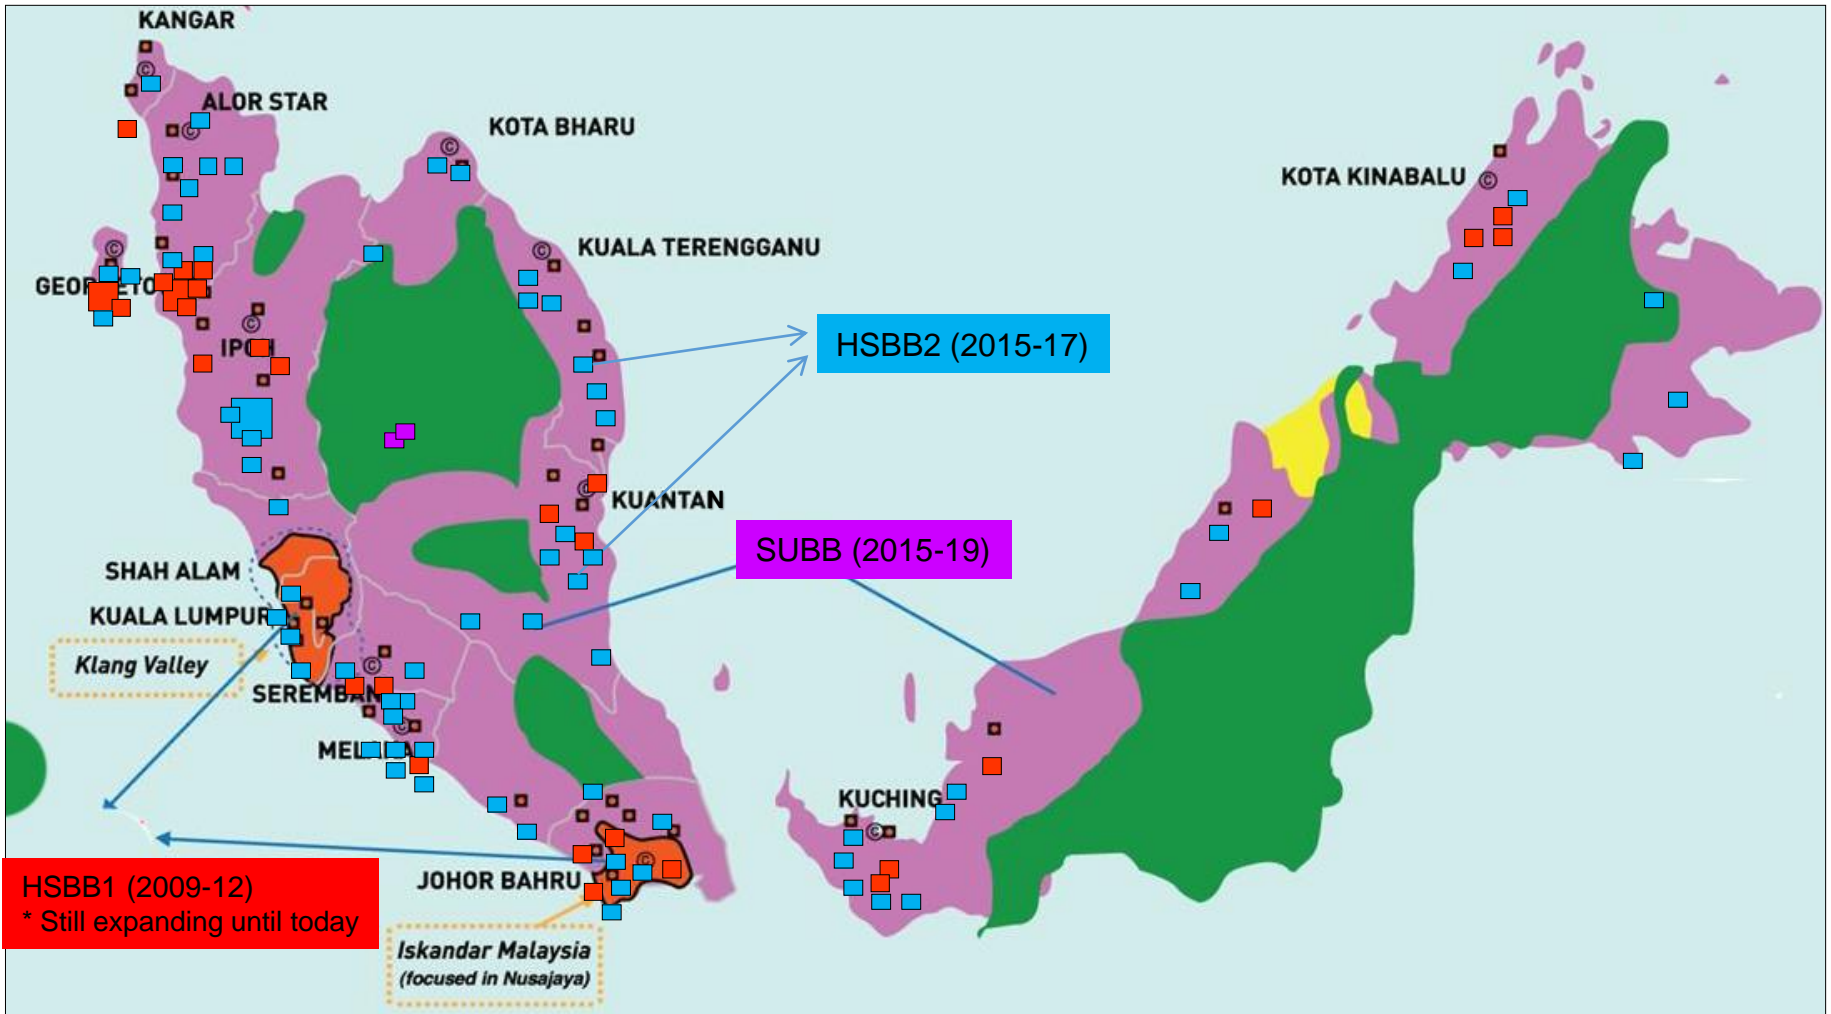 KANGAR
ALOR STAR
KOTA BHARU
KOTA KINABALU
KUALA TERENGGANU
HSBB2 (2015-17)
KUANTAN
SUBB (2015-19)
SHAH ALAM
KUALA LUMPUR
Klang Valley
SEREMBAN
KUCHING
JOHOR BAHRU
HSBB1 (2009-12)
* Still expanding until today
Iskandar Malaysia
(focused in Nusajaya)